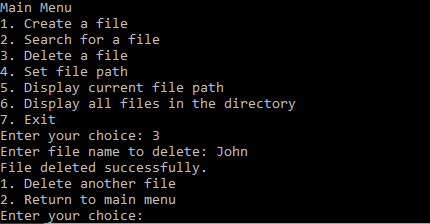 Main Menu
1. Create a file
2. Search for a file
3. Delete a file
4. Set file path
5. Display current file path
6. Display all files in the directory
7. Exit
Enter your choice: 3
Enter file name to delete: John
File deleted successfully.
1. Delete another file
2. Return to main menu
Enter your choice: